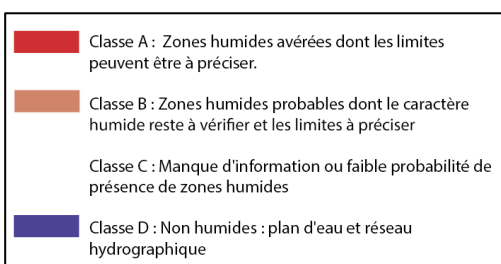 Classe A : Zones humides avérées dont les limites
peuvent être à préciser.
Classe B : Zones humides probables dont le caractère
humide reste à vérifier et les limites à préciser
Classe C : Manque d'information ou faible probabilité de
présence de zones humides
Classe D : Non humides : plan d'eau et réseau
hydrographique